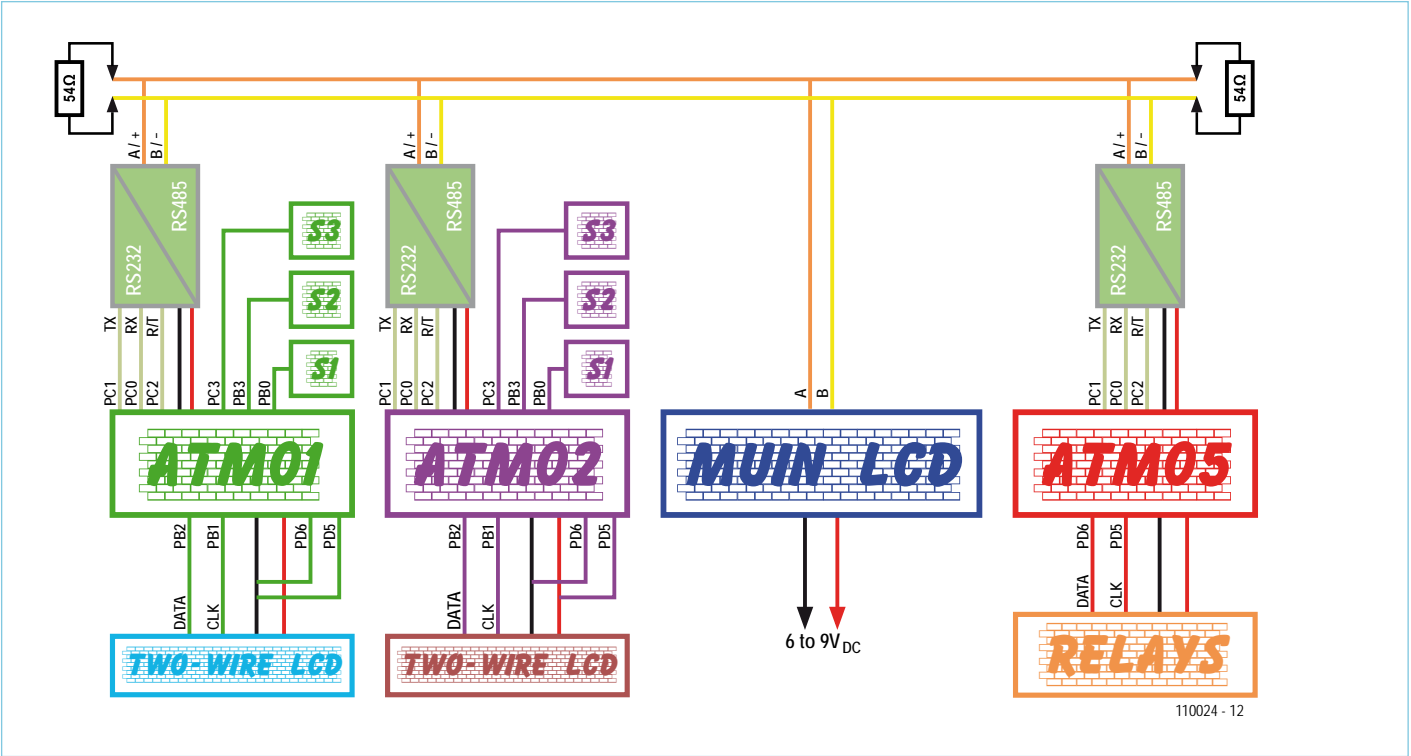 54Ω
54Ω
A / +
B / -
A / +
B / -
A / +
B / -
RS485
RS232
RS485
RS232
RS485
RS232
S3
S2
S1
S3
S2
S1
TX
RX
R/T
TX
RX
R/T
TX
RX
R/T
PC1
PC0
PC2
PC3
PB3
PB0
PC1
PC0
PC2
PC3
PB3
PB0
A
B
PC1
PC0
PC2
ATM01
ATM02
MUIN LCD
ATM05
PB2
PB1
PD6
PD5
PB2
PB1
PD6
PD5
PD6
PD5
DATA
CLK
DATA
CLK
DATA
CLK
6 to 9VDC
TWO-WIRE LCD
TWO-WIRE LCD
RELAYS
110024 - 12